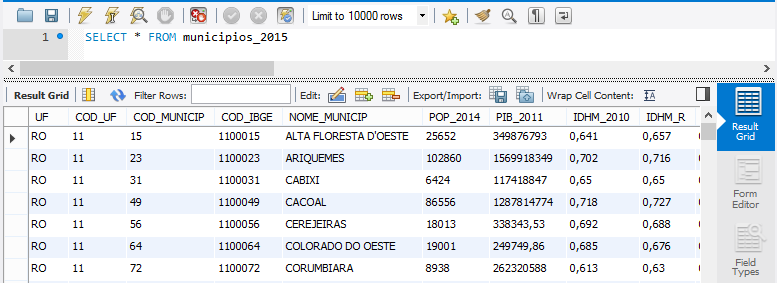 Limit to 10000 rows
1 SELECT * FROM municipios_2015
Result Grid Filter Rows: Edit: Export/Import: Wrap Cell Content:
UF COD_UF COD_MUNICIP COD_IBGE NOME_MUNICIP POP_2014 PIB_2011 IDHM_2010 IDHM_R
RO 11 15 1100015 ALTA FLORESTA D'OESTE 25652 349876793 0,641 0,657
RO 11 23 1100023 ARIQUEMES 102860 1569918349 0,702 0,716
RO 11 31 1100031 CABIXI 6424 117418847 0,65 0,65
RO 11 49 1100049 CACOAL 86556 1287814774 0,718 0,727
RO 11 56 1100056 CEREJEIRAS 18013 338343,53 0,692 0,688
RO 11 64 1100064 COLORADO DO OESTE 19001 249749,86 0,685 0,676
RO 11 72 1100072 CORUMBIARA 8938 262320588 0,613 0,63
Result
Grid
Form
Editor
Field
Types